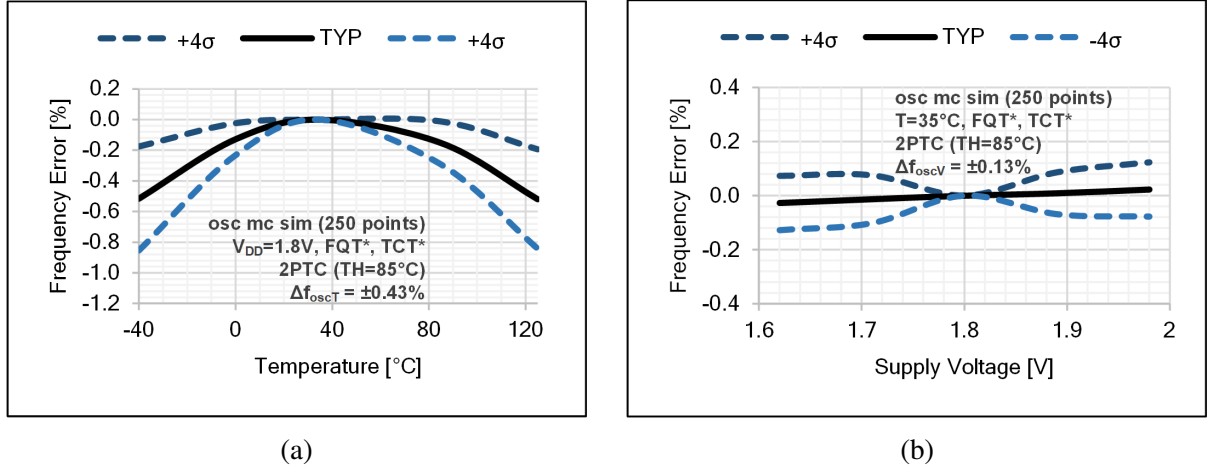 +4σ TYP +4σ
Frequency Error [%]
0.2
0.0
-0.2
-0.4
-0.6
-0.8
-1.0
-1.2
osc mc sim (250 points)
V_DD=1.8V, FQT*, TCT*
2PTC (TH=85°C)
Δf_oscT = ±0.43%
-40 0 40 80 120
Temperature [°C]
(a)
+4σ TYP -4σ
Frequency Error [%]
0.4
0.2
0.0
-0.2
-0.4
osc mc sim (250 points)
T=35°C, FQT*, TCT*
2PTC (TH=85°C)
Δf_oscV = ±0.13%
1.6 1.7 1.8 1.9 2
Supply Voltage [V]
(b)